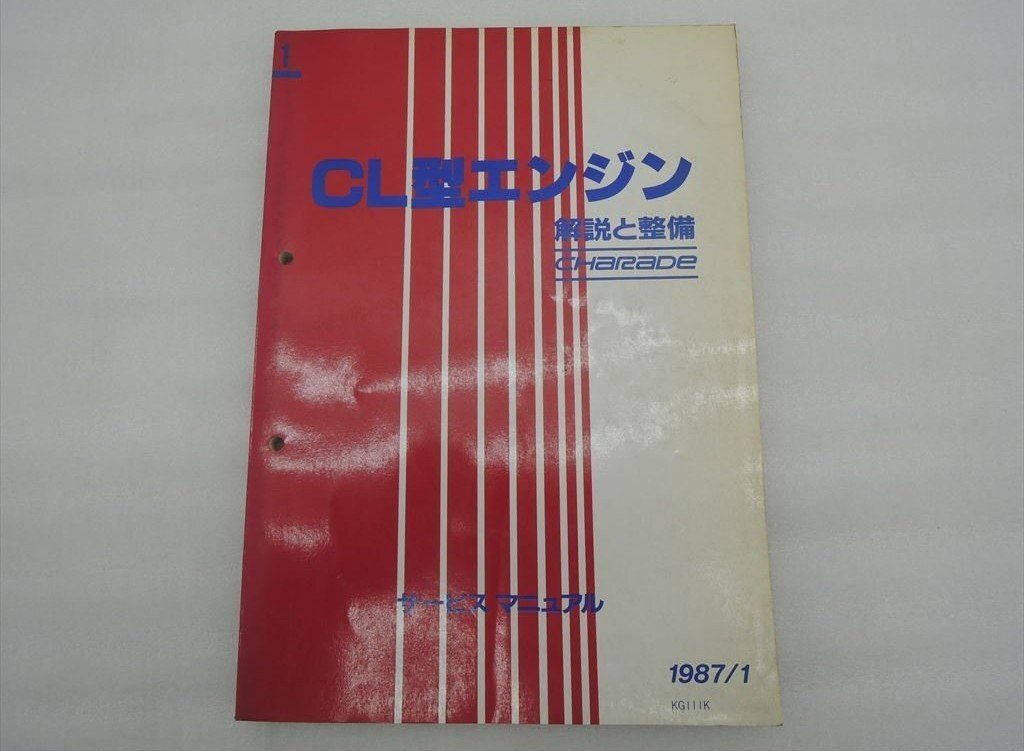 1
CL型エンジン
解説と整備
CHARADE
サービス マニュアル
1987/1
KG111K